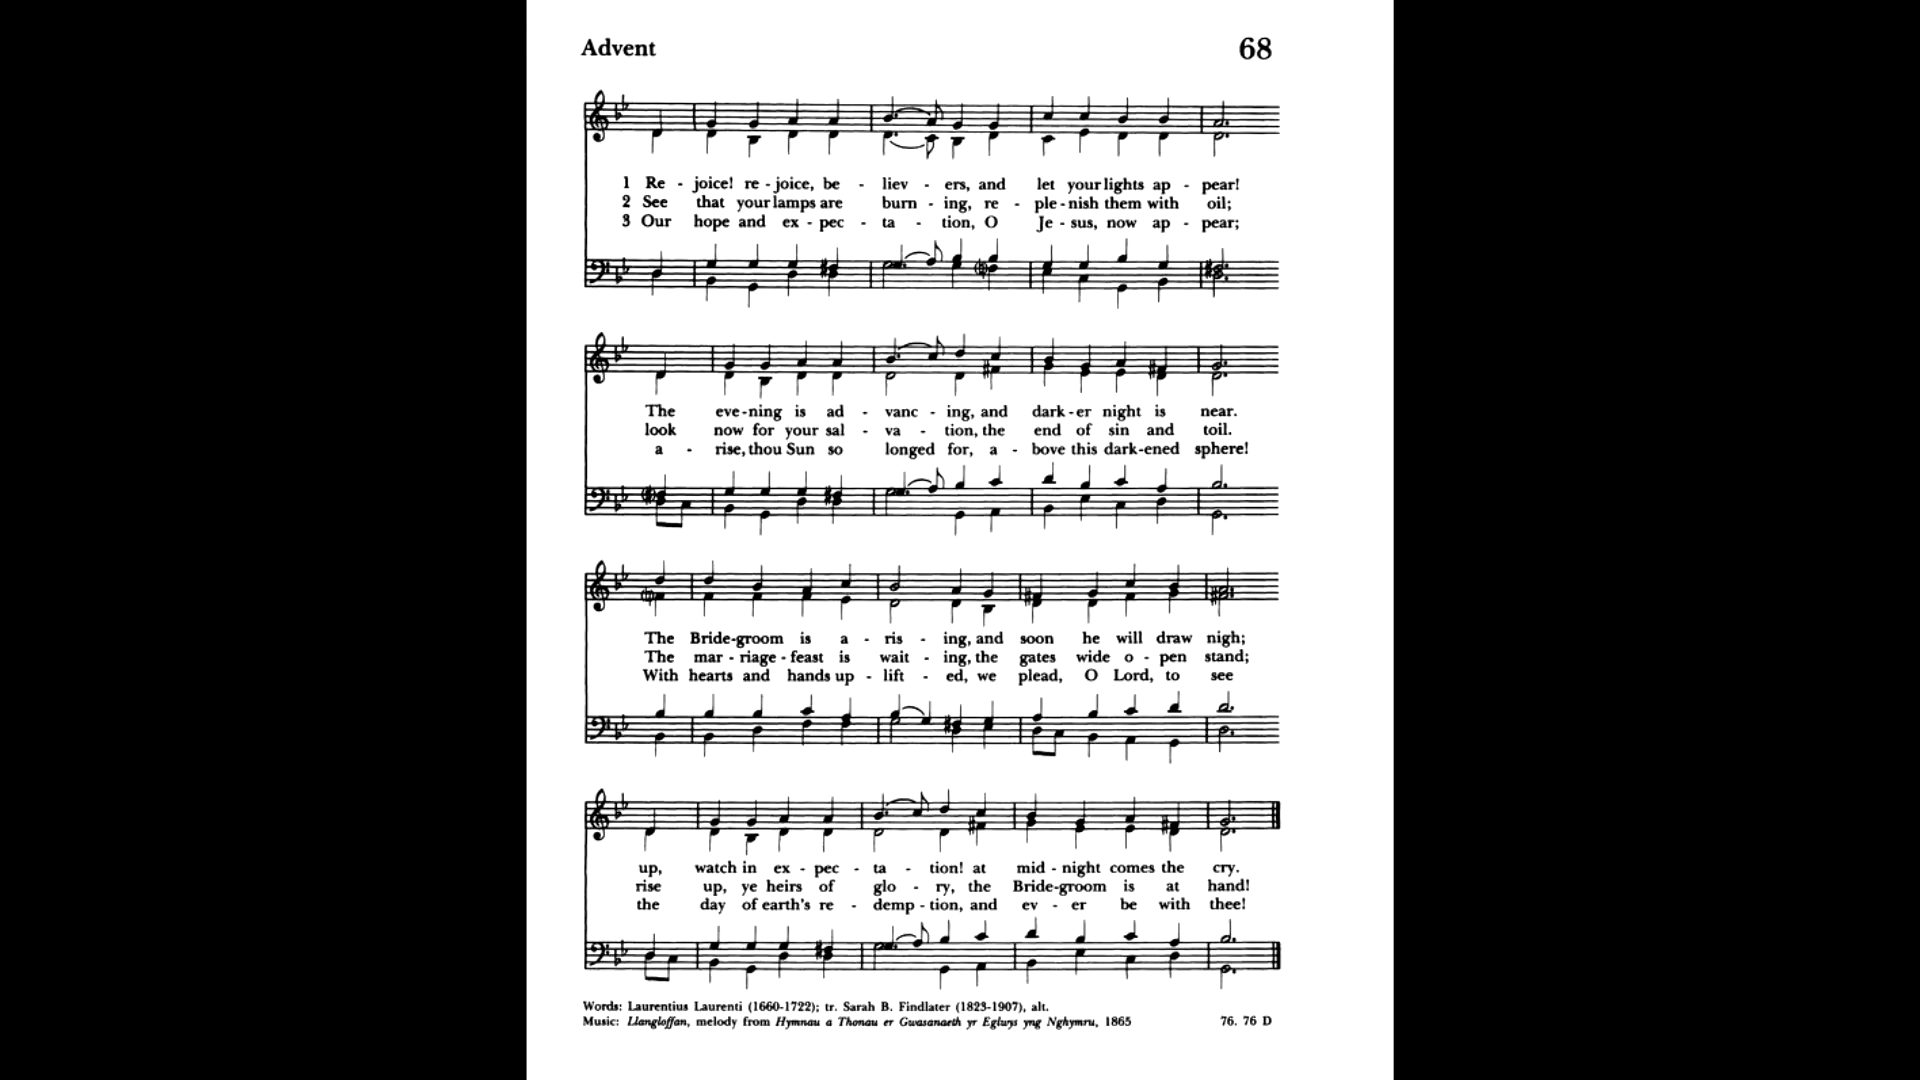 Advent 68
1 Re - joice! re - joice, be - liev - ers, and let your lights ap - pear!
2 See that your lamps are burn - ing, re - ple - nish them with oil;
3 Our hope and ex - pec - ta - tion, O Je - sus, now ap - pear;
The eve - ning is ad - vanc - ing, and dark - er night is near.
look now for your sal - va - tion, the end of sin and toil.
a - rise, thou Sun so longed for, a - bove this dark - ened sphere!
The Bride - groom is a - ris - ing, and soon he will draw nigh;
The mar - riage - feast is wait - ing, the gates wide o - pen stand;
With hearts and hands up - lift - ed, we plead, O Lord, to see
up, watch in ex - pec - ta - tion! at mid - night comes the cry.
rise up, ye heirs of glo - ry, the Bride - groom is at hand!
the day of earth's re - demp - tion, and ev - er be with thee!
Words: Laurentius Laurenti (1660-1722); tr. Sarah B. Findlater (1823-1907), alt.
Music: Llangloffan, melody from Hymnau a Thonau er Gwasanaeth yr Eglwys yng Nghymru, 1865 76. 76 D